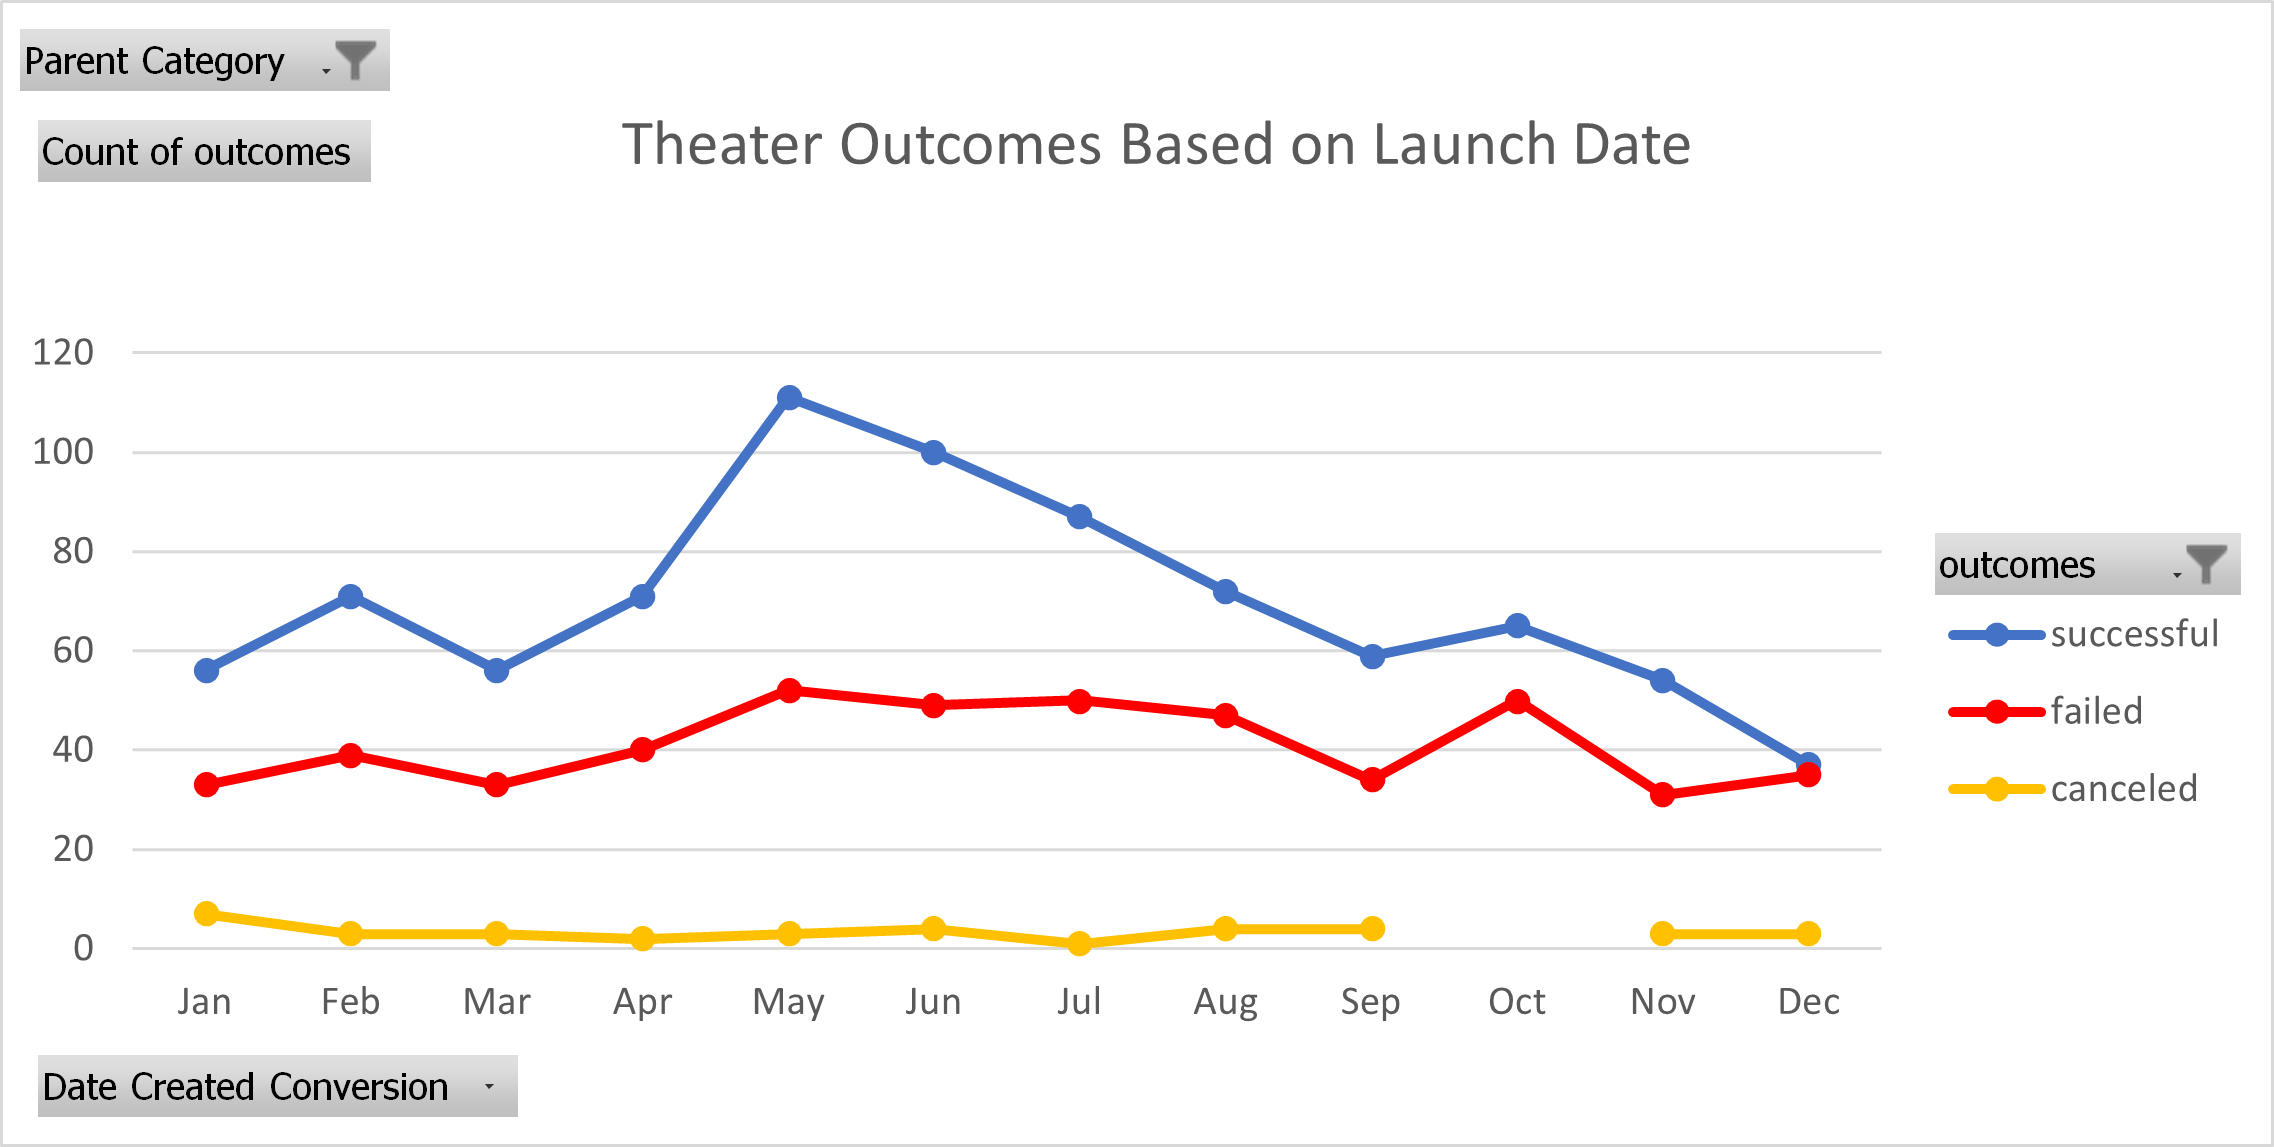 Parent Category
Count of outcomes
Theater Outcomes Based on Launch Date
120
100
80
60
40
20
0
Jan Feb Mar Apr May Jun Jul Aug Sep Oct Nov Dec
outcomes
successful
failed
canceled
Date Created Conversion